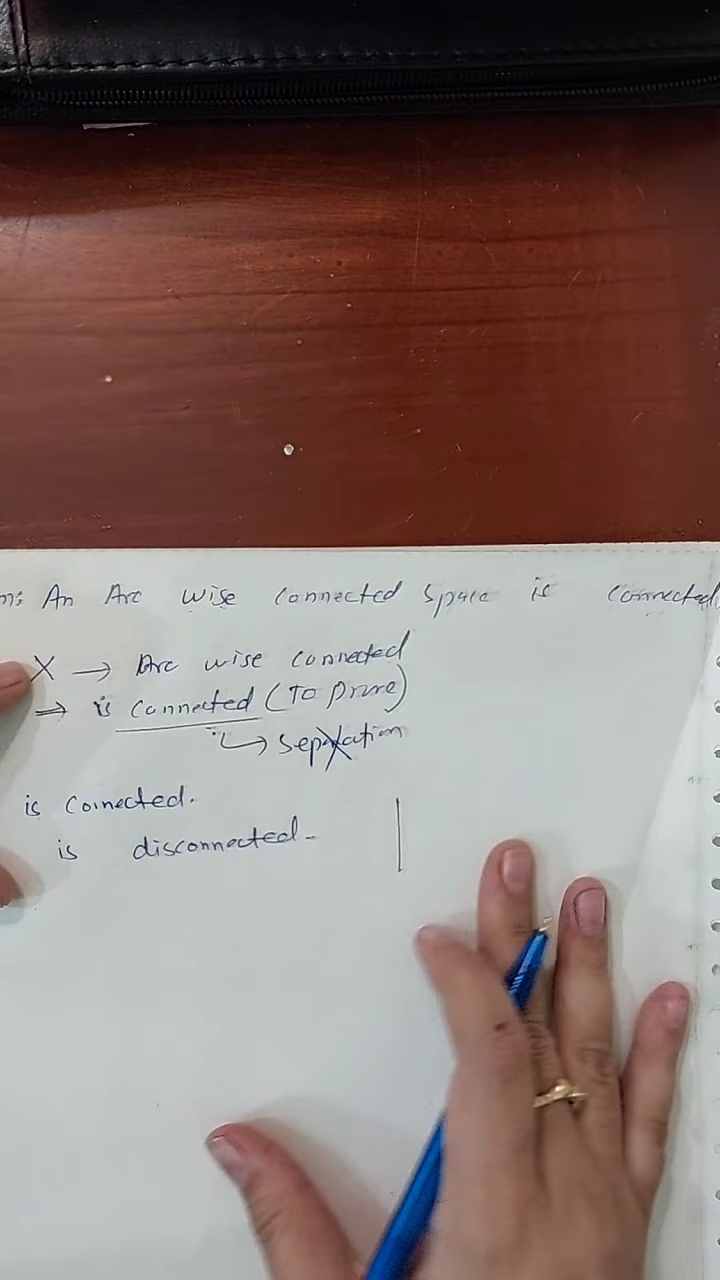 m: An Arc wise connected space is connected
X → Arc wise connected
⇒ is connected (To prove)
↳ separation
is connected.
is disconnected.